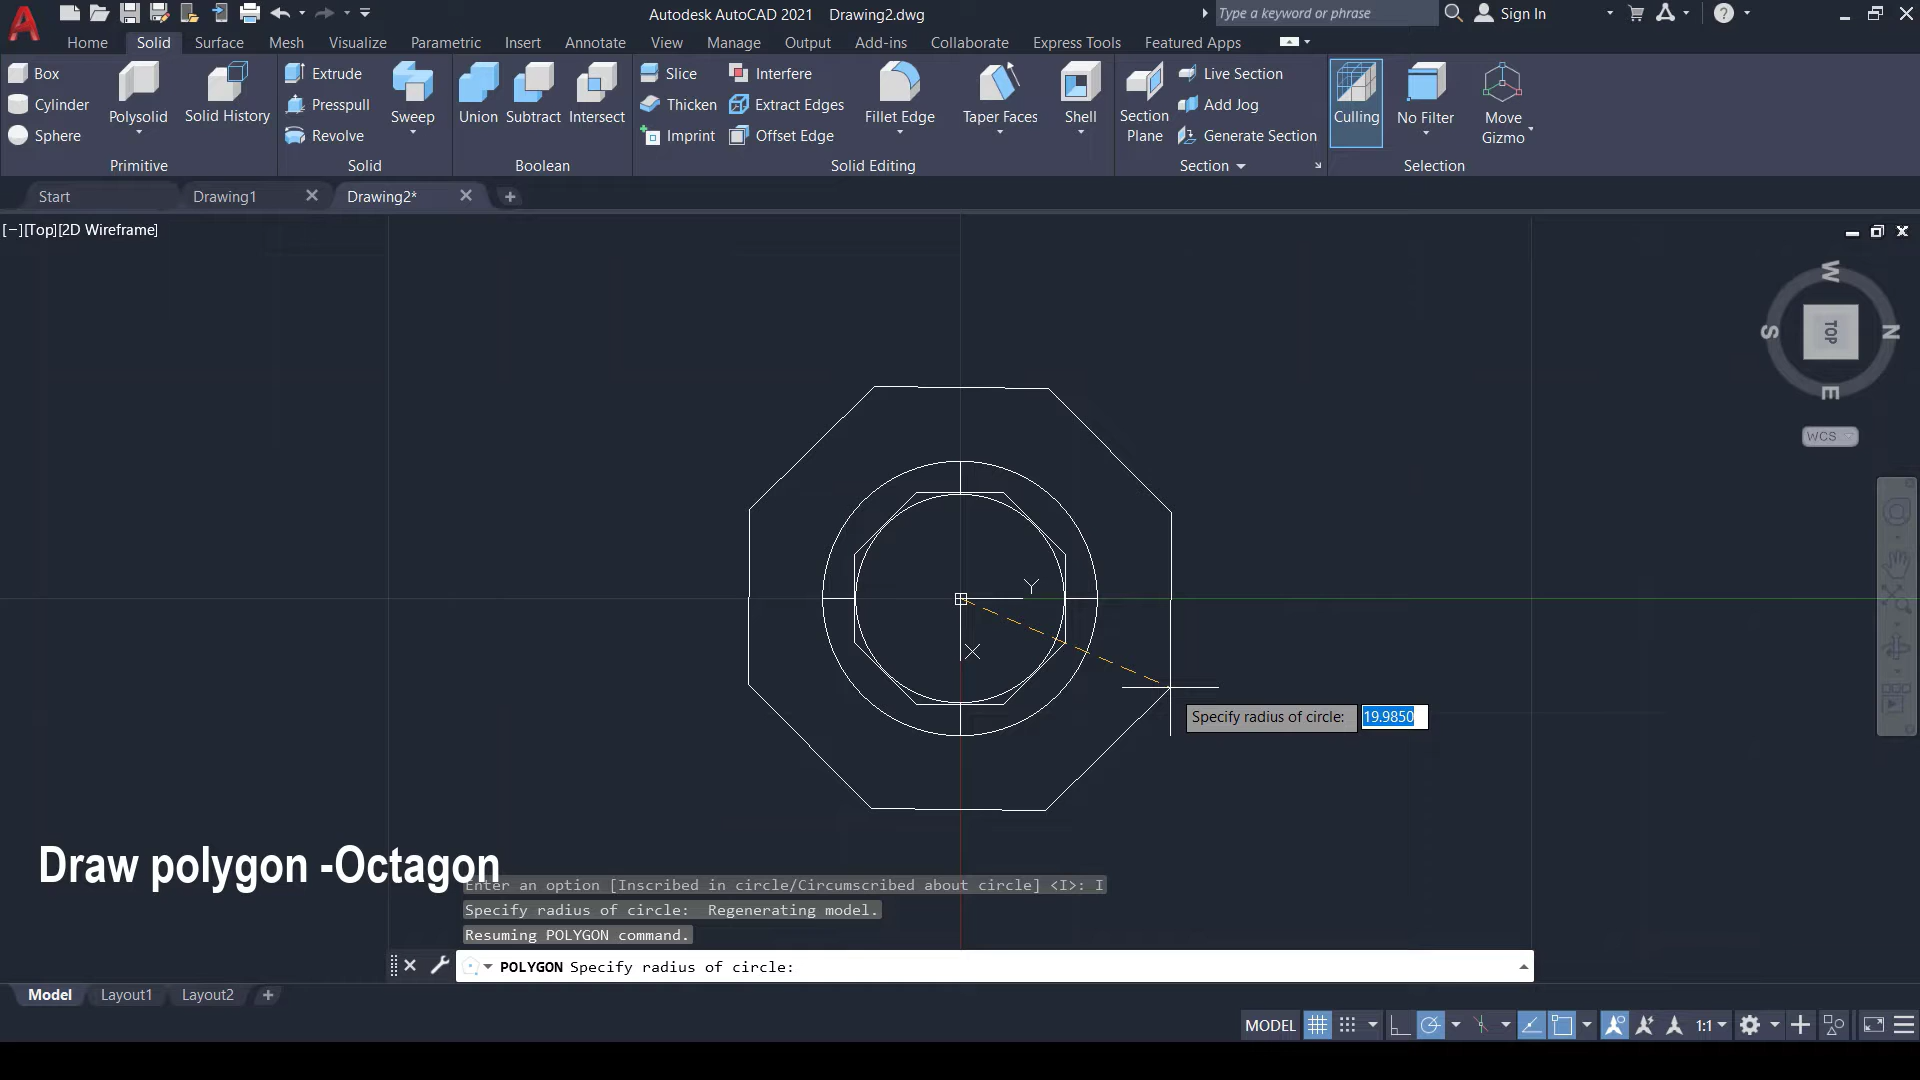 Autodesk AutoCAD 2021 Drawing2.dwg
Type a keyword or phrase
Sign In
Home Solid Surface Mesh Visualize Parametric Insert Annotate View Manage Output Add-ins Collaborate Express Tools Featured Apps
Box
Cylinder
Sphere
Polysolid
Solid History
Primitive
Extrude
Presspull
Revolve
Sweep
Solid
Union Subtract Intersect
Boolean
Slice
Thicken
Imprint
Interfere
Extract Edges
Offset Edge
Fillet Edge
Taper Faces
Shell
Solid Editing
Section
Plane
Live Section
Add Jog
Generate Section
Section
Culling
No Filter
Move
Gizmo
Selection
Start
Drawing1
Drawing2*
[−][Top][2D Wireframe]
W
S
TOP
N
E
WCS
Y
X
Specify radius of circle: 19.9850
Draw polygon -Octagon
Enter an option [Inscribed in circle/Circumscribed about circle] <I>: I
Specify radius of circle: Regenerating model.
Resuming POLYGON command.
POLYGON Specify radius of circle:
Model Layout1 Layout2
MODEL
1:1